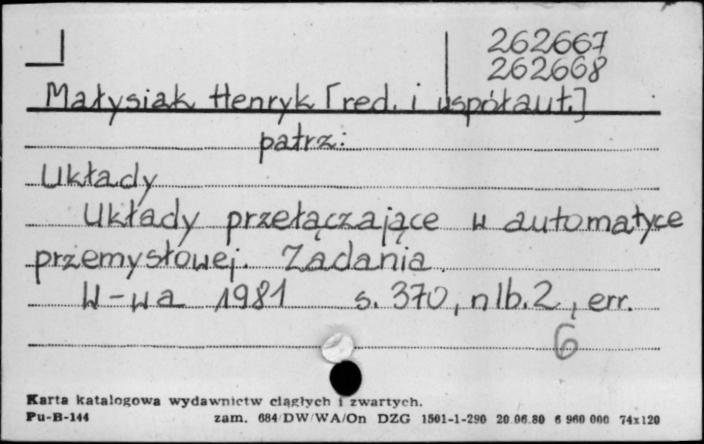 262667
262668
Małysiak Henryk [red. i współaut.]
patrz:
Układy
Układy przełączające w automatyce
przemysłowej. Zadania.
W-wa 1981 s. 370, nlb. 2, err.
6
Karta katalogowa wydawnictw ciągłych i zwartych.
Pu-B-144 zam. 684/DW/WA/On DZG 1501-1-290 20.06.80 6 960 000 74x120